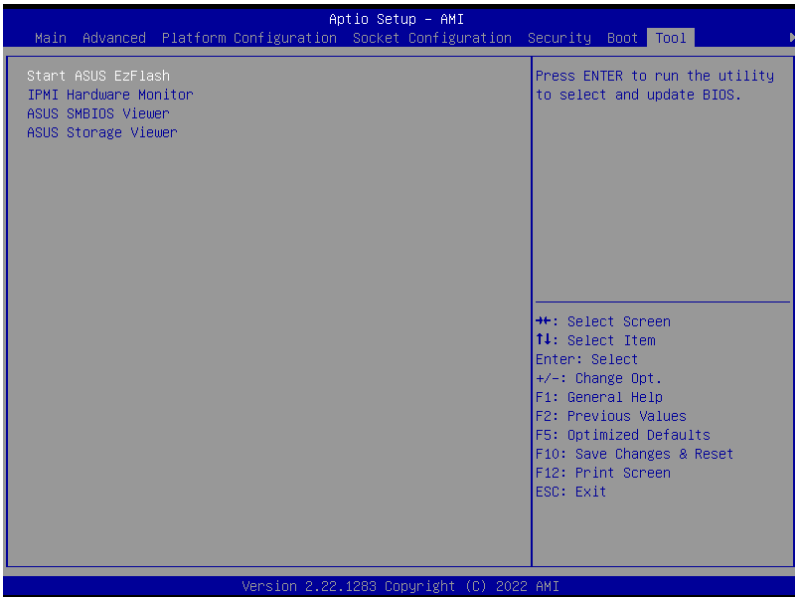 Aptio Setup – AMI
Main Advanced Platform Configuration Socket Configuration Security Boot Tool
Start ASUS EzFlash
IPMI Hardware Monitor
ASUS SMBIOS Viewer
ASUS Storage Viewer
Press ENTER to run the utility
to select and update BIOS.
→←: Select Screen
↑↓: Select Item
Enter: Select
+/-: Change Opt.
F1: General Help
F2: Previous Values
F5: Optimized Defaults
F10: Save Changes & Reset
F12: Print Screen
ESC: Exit
Version 2.22.1283 Copyright (C) 2022 AMI